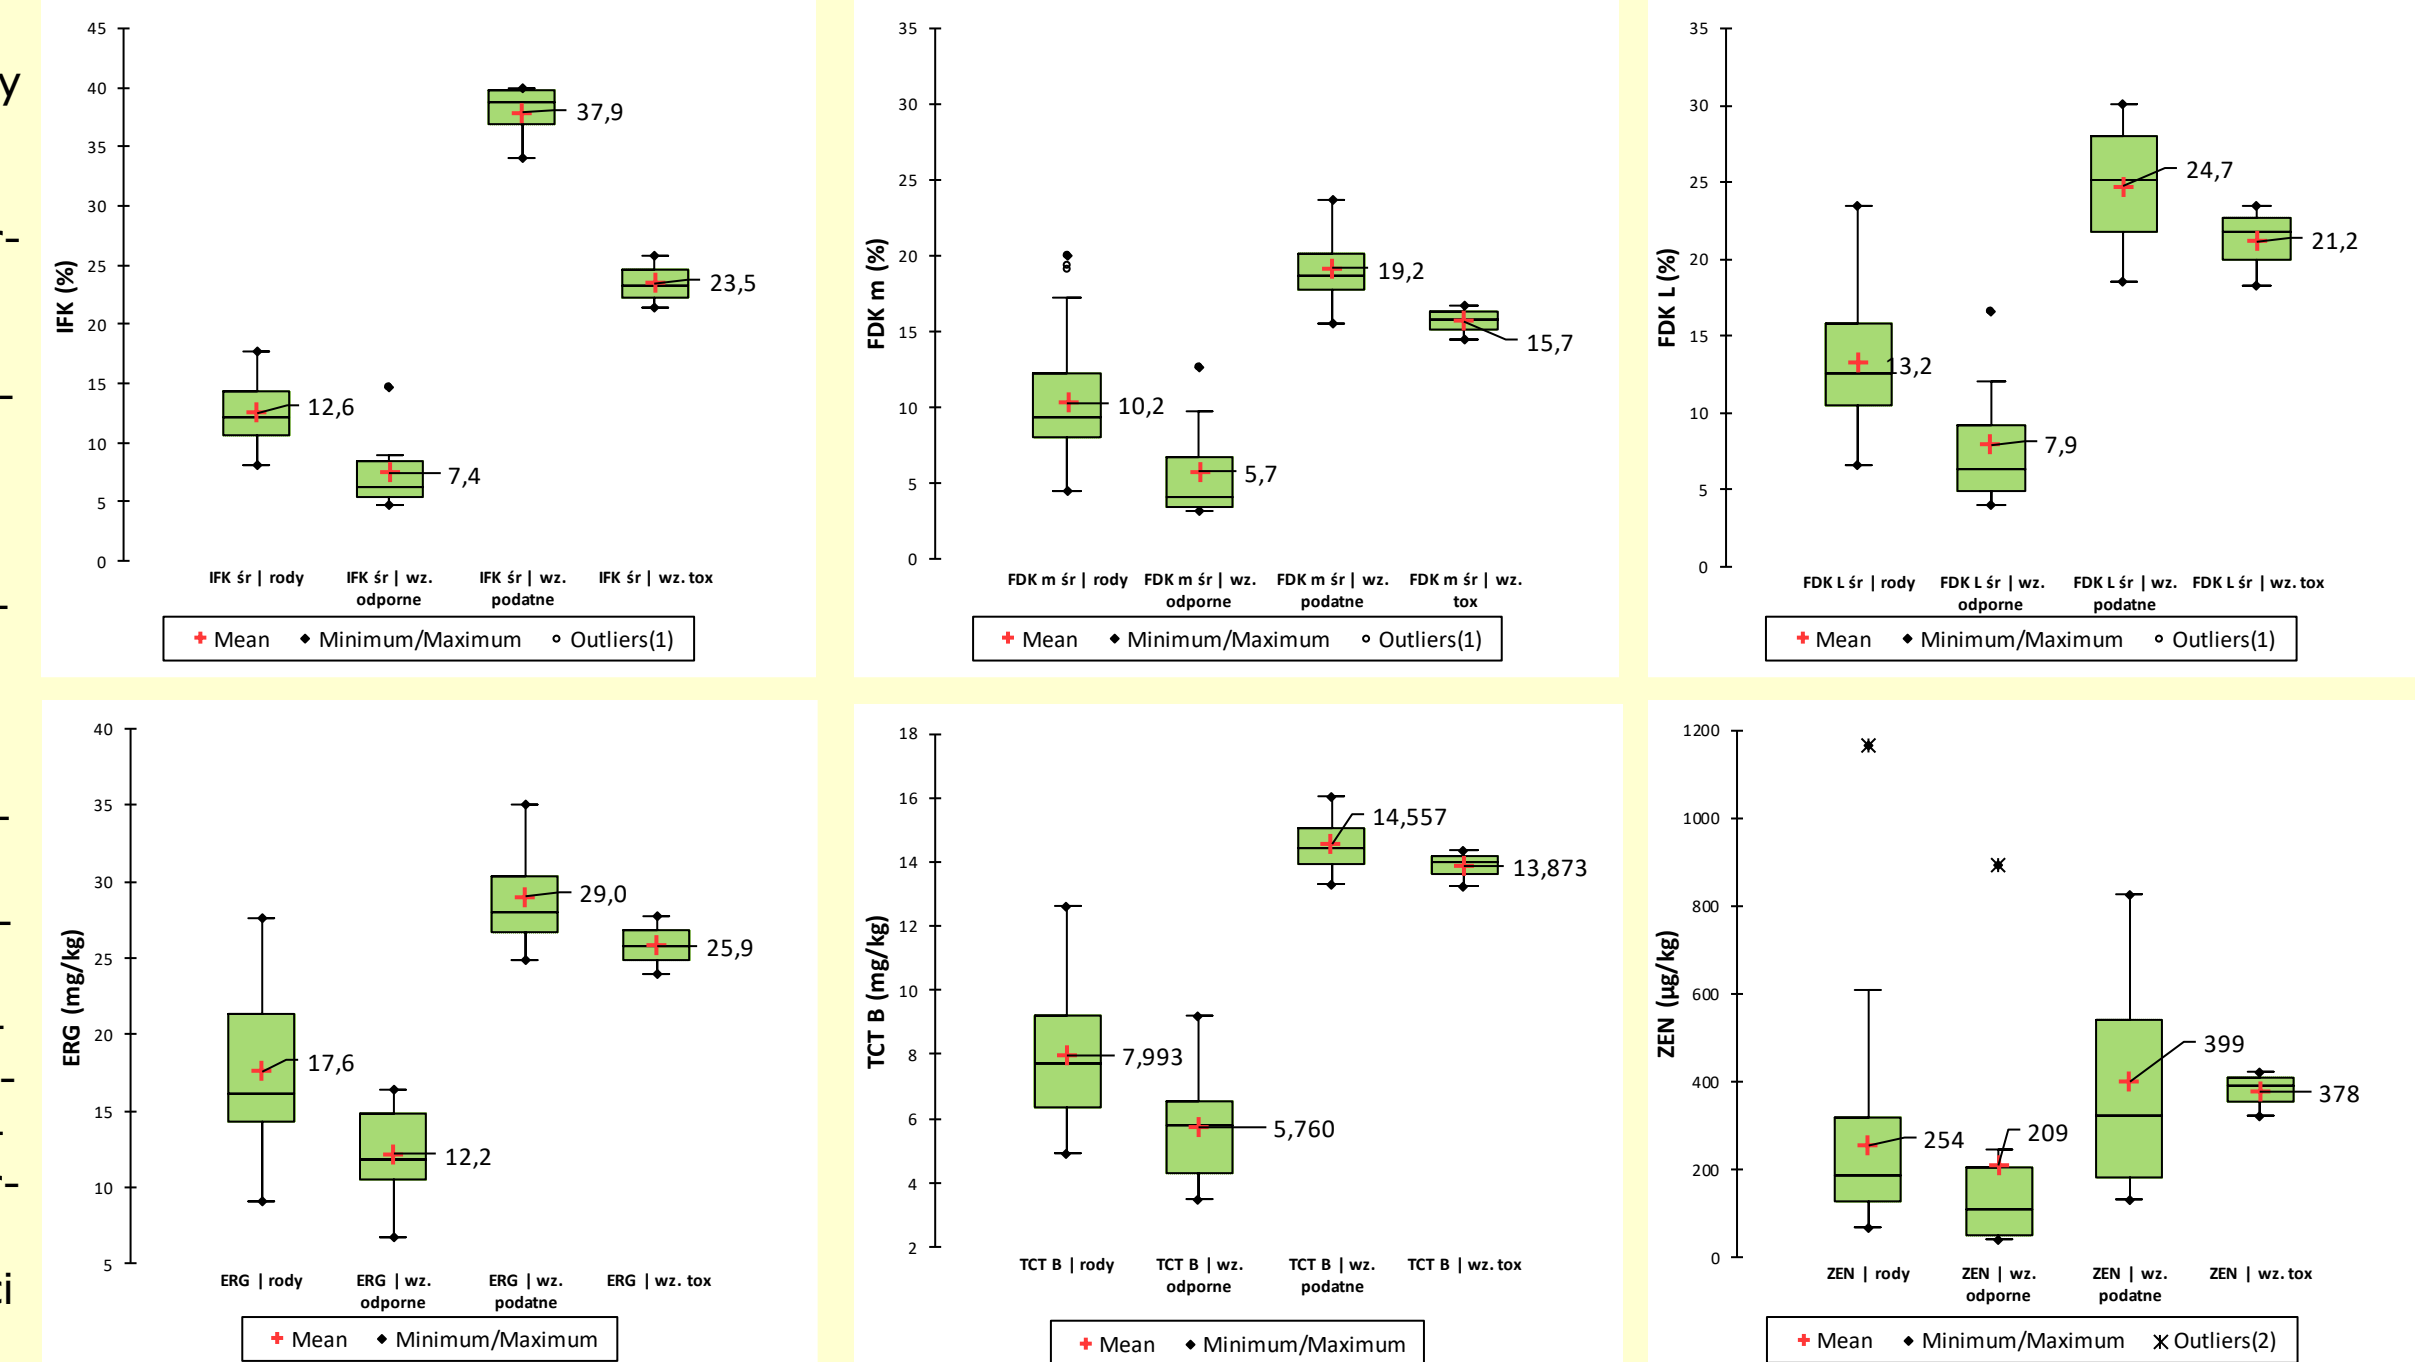 y
r-
–
-
-
–
-
-
-
r-
ci
45
40
35
30
25
20
15
10
5
0
IFK (%)
12,6
7,4
37,9
23,5
IFK śr | rody
IFK śr | wz. odporne
IFK śr | wz. podatne
IFK śr | wz. tox
Mean
Minimum/Maximum
Outliers(1)
35
30
25
20
15
10
5
0
FDK m (%)
10,2
5,7
19,2
15,7
FDK m śr | rody
FDK m śr | wz. odporne
FDK m śr | wz. podatne
FDK m śr | wz. tox
Mean
Minimum/Maximum
Outliers(1)
35
30
25
20
15
10
5
0
FDK L (%)
13,2
7,9
24,7
21,2
FDK L śr | rody
FDK L śr | wz. odporne
FDK L śr | wz. podatne
FDK L śr | wz. tox
Mean
Minimum/Maximum
Outliers(1)
40
35
30
25
20
15
10
5
ERG (mg/kg)
17,6
12,2
29,0
25,9
ERG | rody
ERG | wz. odporne
ERG | wz. podatne
ERG | wz. tox
Mean
Minimum/Maximum
18
16
14
12
10
8
6
4
2
TCT B (mg/kg)
7,993
5,760
14,557
13,873
TCT B | rody
TCT B | wz. odporne
TCT B | wz. podatne
TCT B | wz. tox
Mean
Minimum/Maximum
1200
1000
800
600
400
200
0
ZEN (µg/kg)
254
209
399
378
ZEN | rody
ZEN | wz. odporne
ZEN | wz. podatne
ZEN | wz. tox
Mean
Minimum/Maximum
Outliers(2)